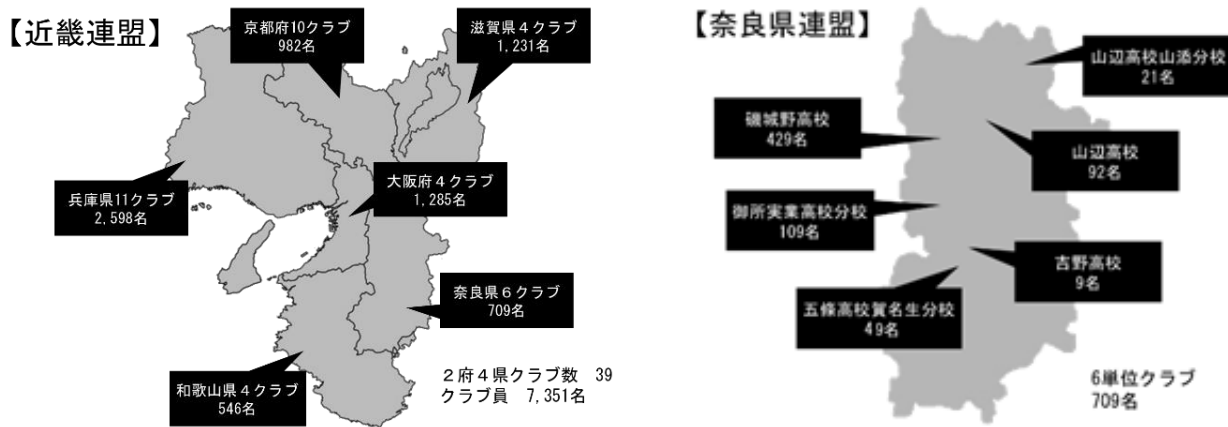 【近畿連盟】
京都府10クラブ
982名
滋賀県４クラブ
1,231名
兵庫県11クラブ
2,598名
大阪府４クラブ
1,285名
奈良県６クラブ
709名
和歌山県４クラブ
546名
２府４県クラブ数　39
クラブ員　7,351名
【奈良県連盟】
山辺高校山添分校
21名
磯城野高校
429名
山辺高校
92名
御所実業高校分校
109名
吉野高校
9名
五條高校賀名生分校
49名
6単位クラブ
709名